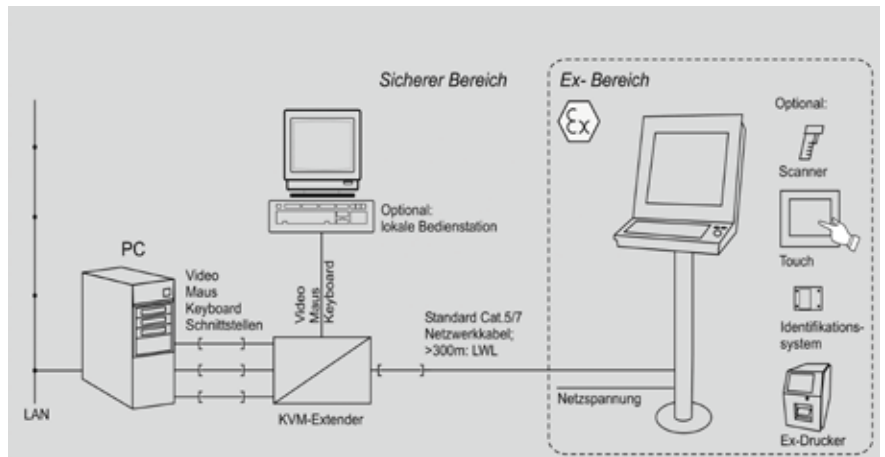 Sicherer Bereich
Ex- Bereich
Ex
Optional:
Scanner
Touch
Identifikations-
system
Ex-Drucker
Optional:
lokale Bedienstation
PC
Video
Maus
Keyboard
Schnittstellen
Video
Maus
Keyboard
Standard Cat.5/7
Netzwerkkabel;
>300m: LWL
KVM-Extender
LAN
Netzspannung